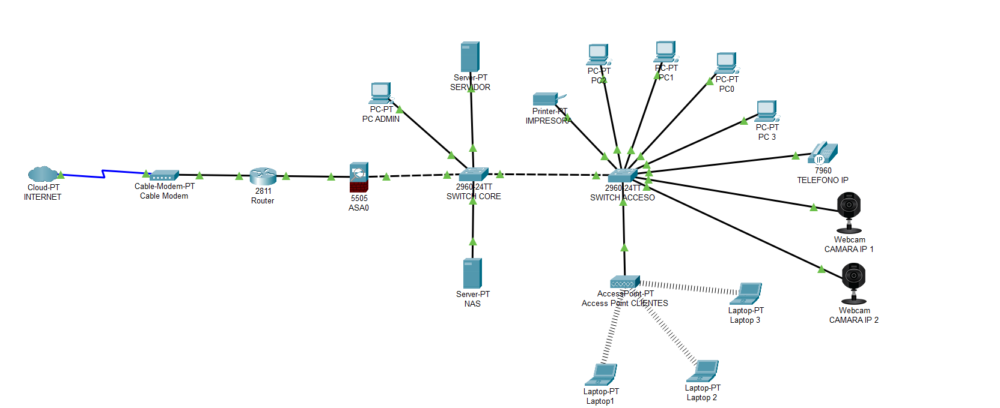 Cloud-PT
INTERNET
Cable-Modem-PT
Cable Modem
2811
Router
5505
ASA0
PC-PT
PC ADMIN
Server-PT
SERVIDOR
2960-24TT
SWITCH CORE
Server-PT
NAS
Printer-PT
IMPRESORA
PC-PT
PC2
PC-PT
PC1
PC-PT
PC0
PC-PT
PC 3
IP
7960
TELEFONO IP
2960-24TT
SWITCH ACCESO
Webcam
CAMARA IP 1
Webcam
CAMARA IP 2
AccessPoint-PT
Access Point CLIENTES
Laptop-PT
Laptop 3
Laptop-PT
Laptop1
Laptop-PT
Laptop 2